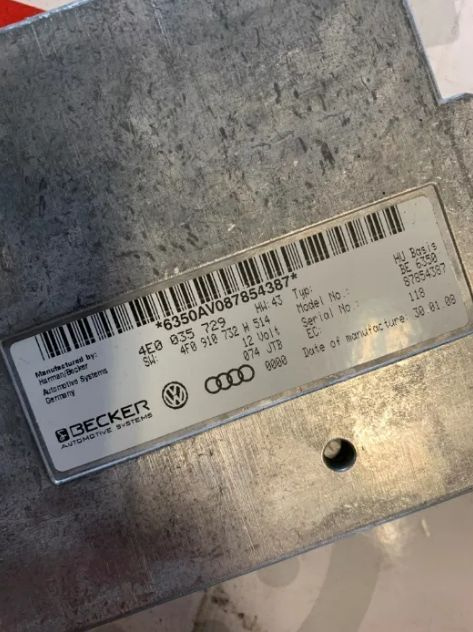 *6350AV087854387*
4E0 035 729 HW: 43
SW: 4F0 910 732 H 514
12 Volt
074 JTB
0000
Typ: HU Basis
Model No.: BE 6350
Serial No.: 87854387
EC: 118
Date of manufacture: 30.01.08
Manufactured by:
Harman/Becker
Automotive Systems
Germany
BECKER
AUTOMOTIVE SYSTEMS